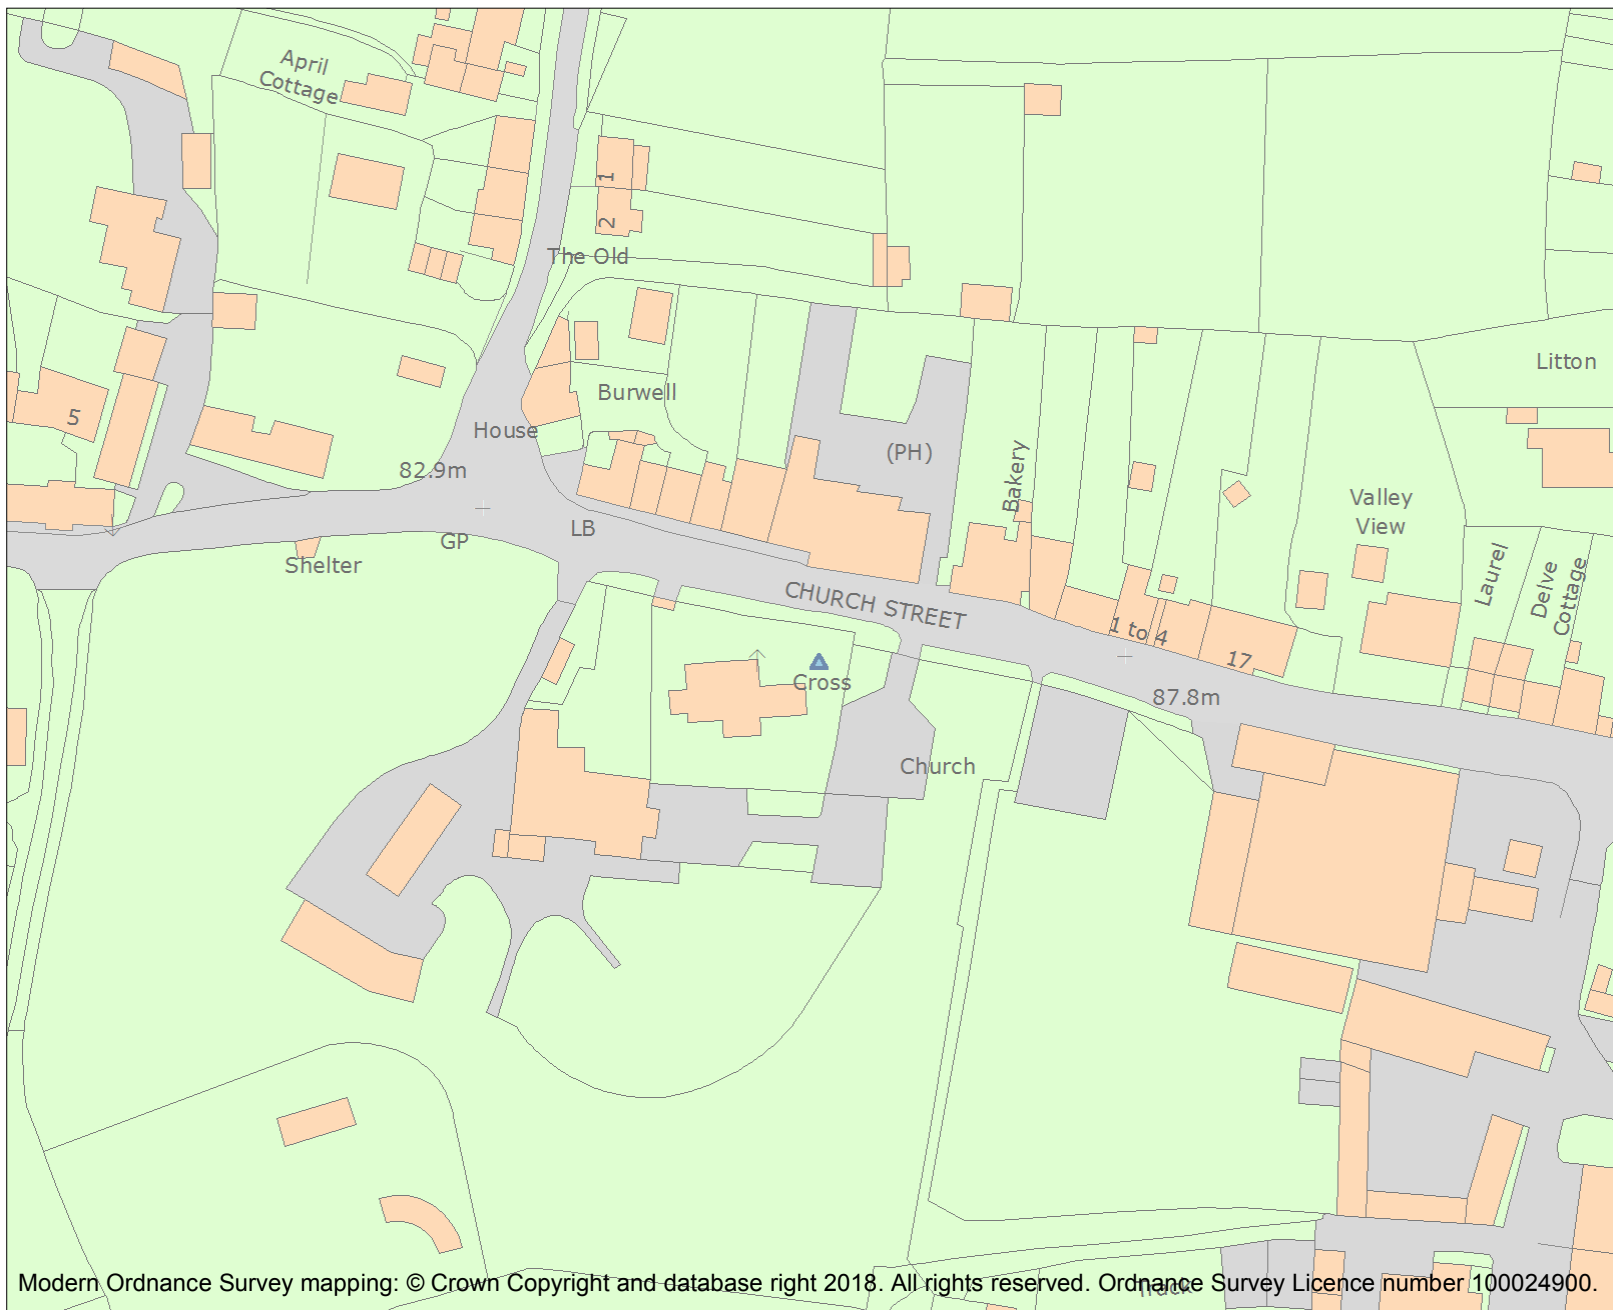 April
Cottage
1
2
The Old
Litton
Burwell
5
House
(PH)
Bakery
82.9m
Valley
View
LB
GP
Shelter
Laurel
Delve
Cottage
CHURCH STREET
1 to 4
17
Cross
87.8m
Church
Track
Modern Ordnance Survey mapping: © Crown Copyright and database right 2018. All rights reserved. Ordnance Survey Licence number 100024900.